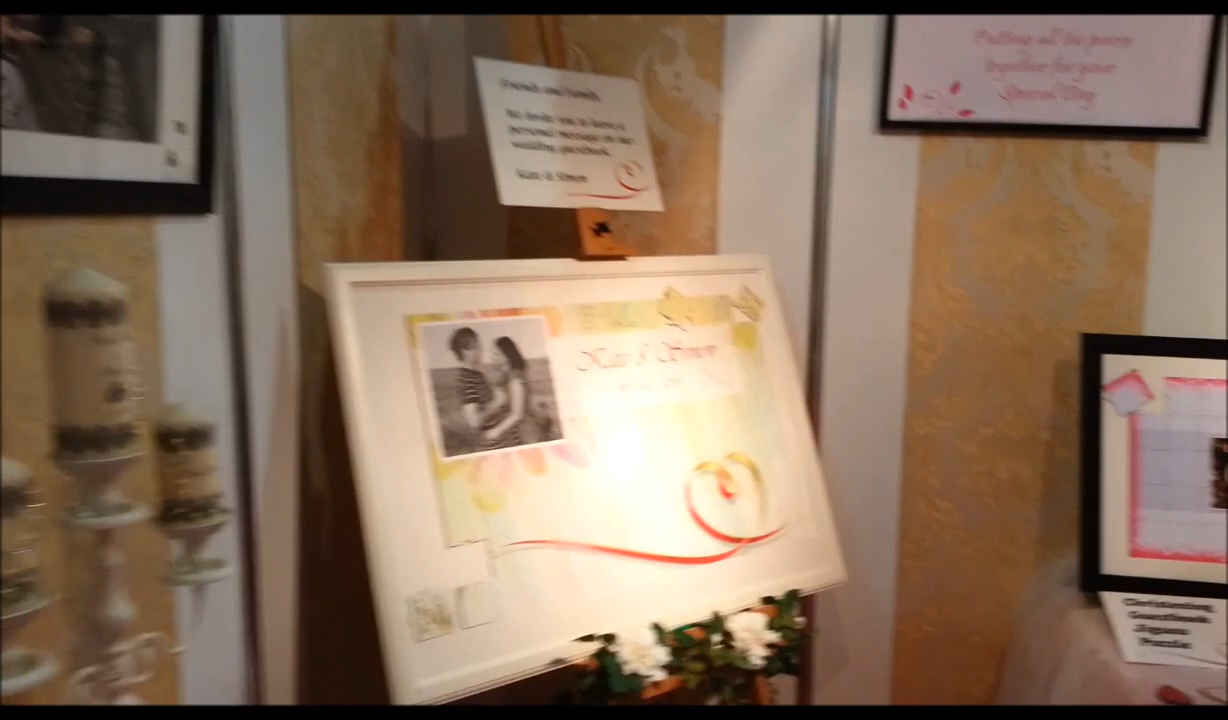 Putting all the pieces
together for your
Special Day
Friends and Family,
We invite you to leave a
personal message on our
wedding guestbook.
Kate & Simon
Kate & Simon
Christening
Guestbook
Jigsaw
Puzzle